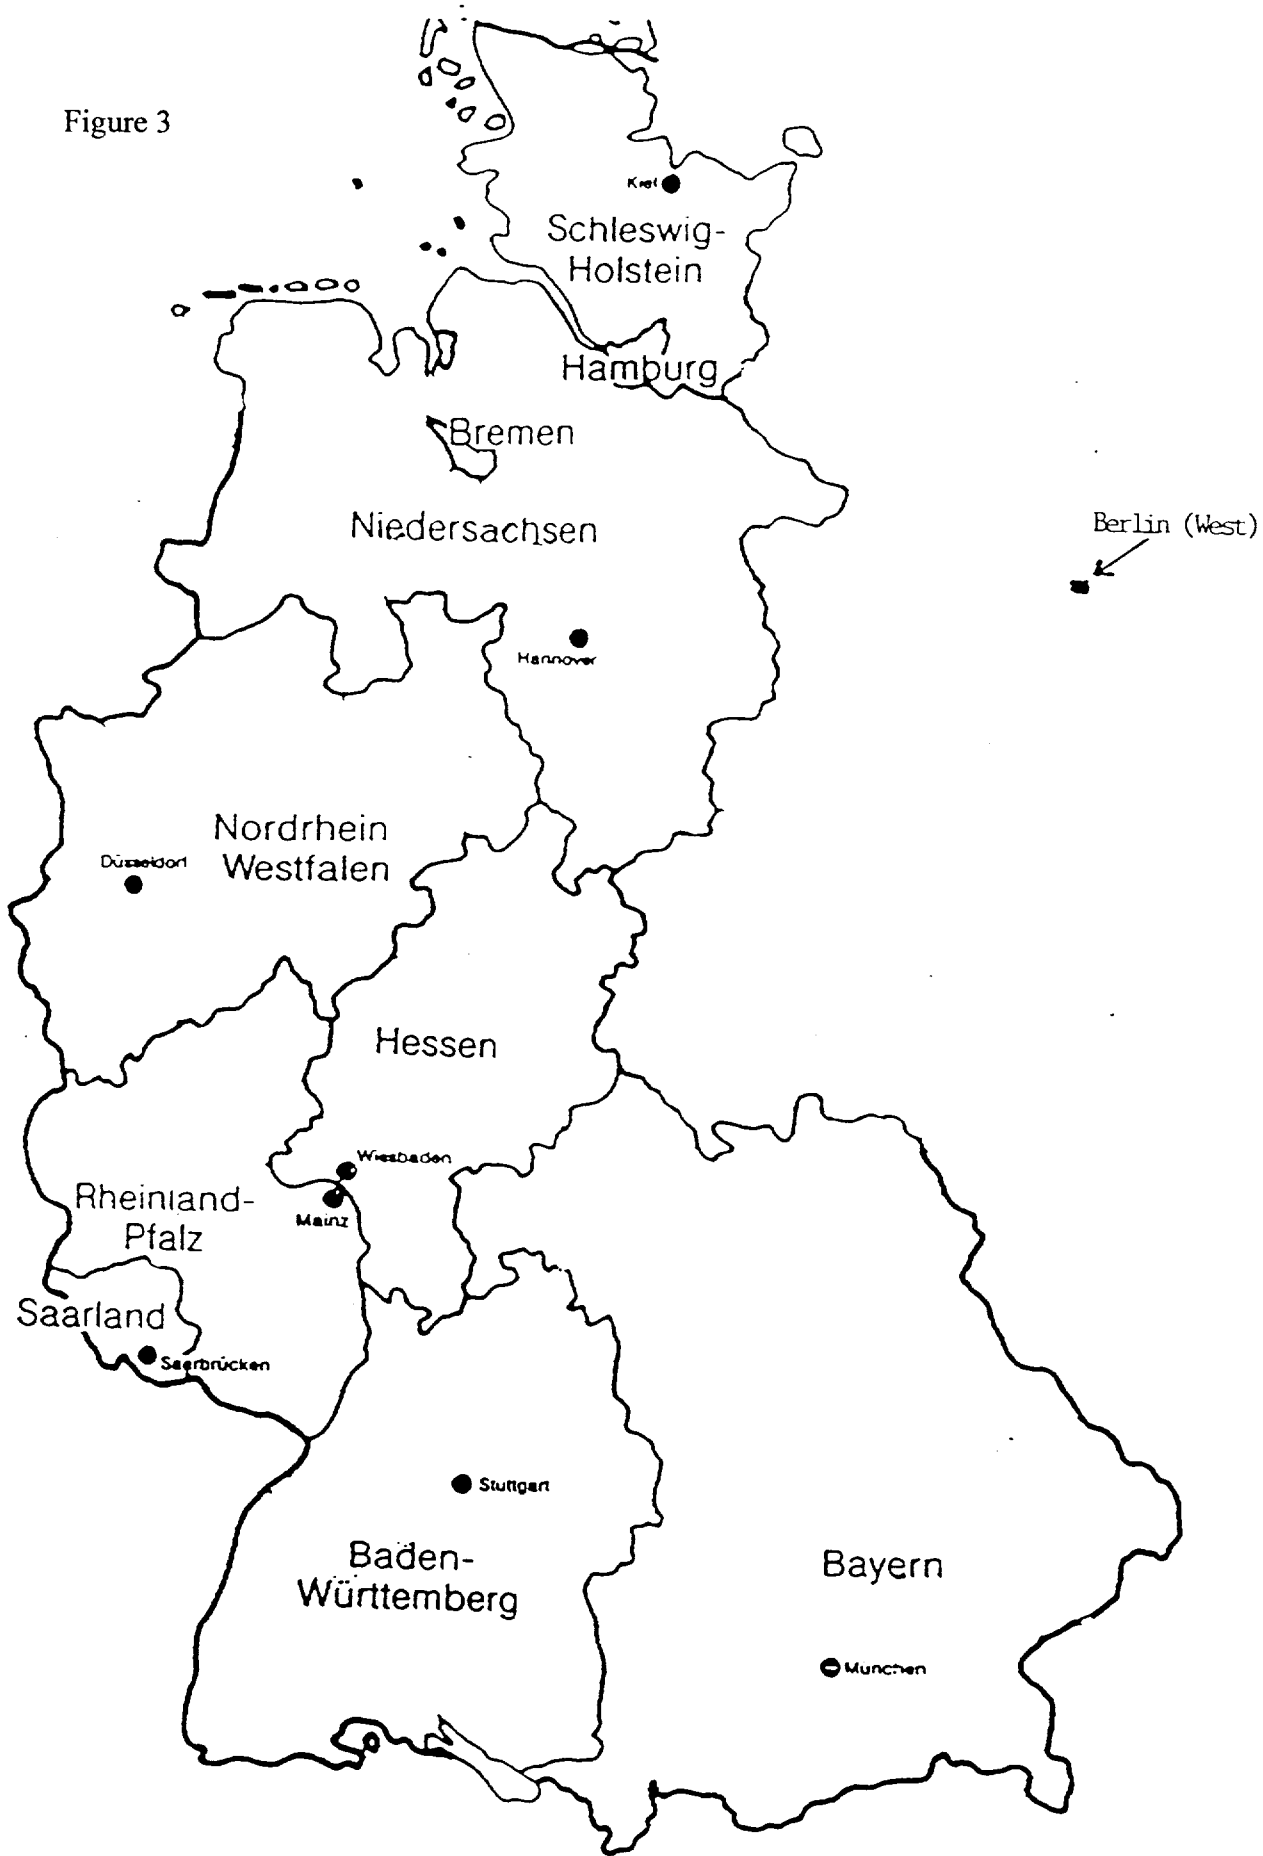 Figure 3
Kiel
Schleswig-
Holstein
Hamburg
Bremen
Niedersachsen
Berlin (West)
Hannover
Nordrhein
Westfalen
Düsseldorf
Hessen
Wiesbaden
Mainz
Rheinland-
Pfalz
Saarland
Saarbrücken
Stuttgart
Baden-
Württemberg
Bayern
Munchen